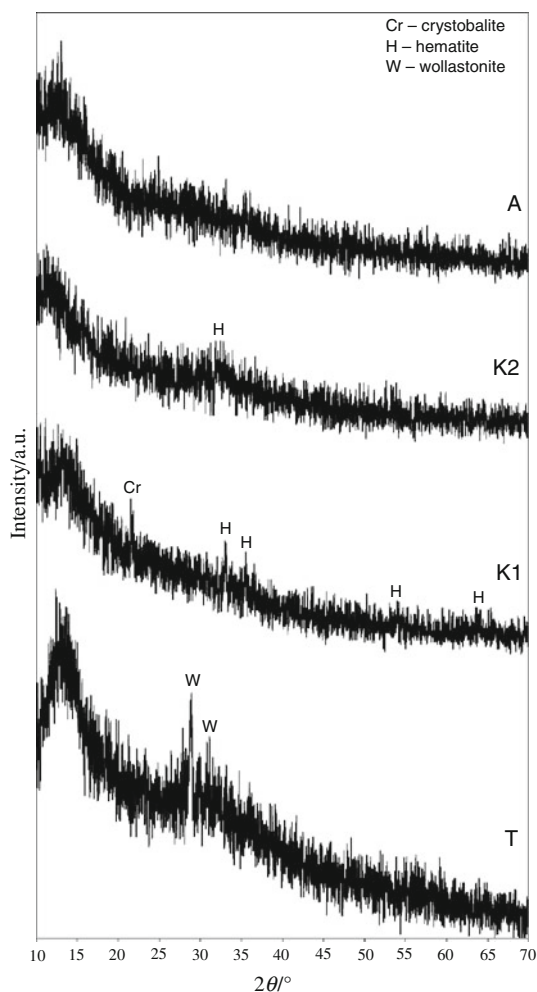 Cr – crystobalite
H – hematite
W – wollastonite
A
H
K2
Cr
H
H
K1
H
H
W
W
T
Intensity/a.u.
10 15 20 25 30 35 40 45 50 55 60 65 70
2θ/°